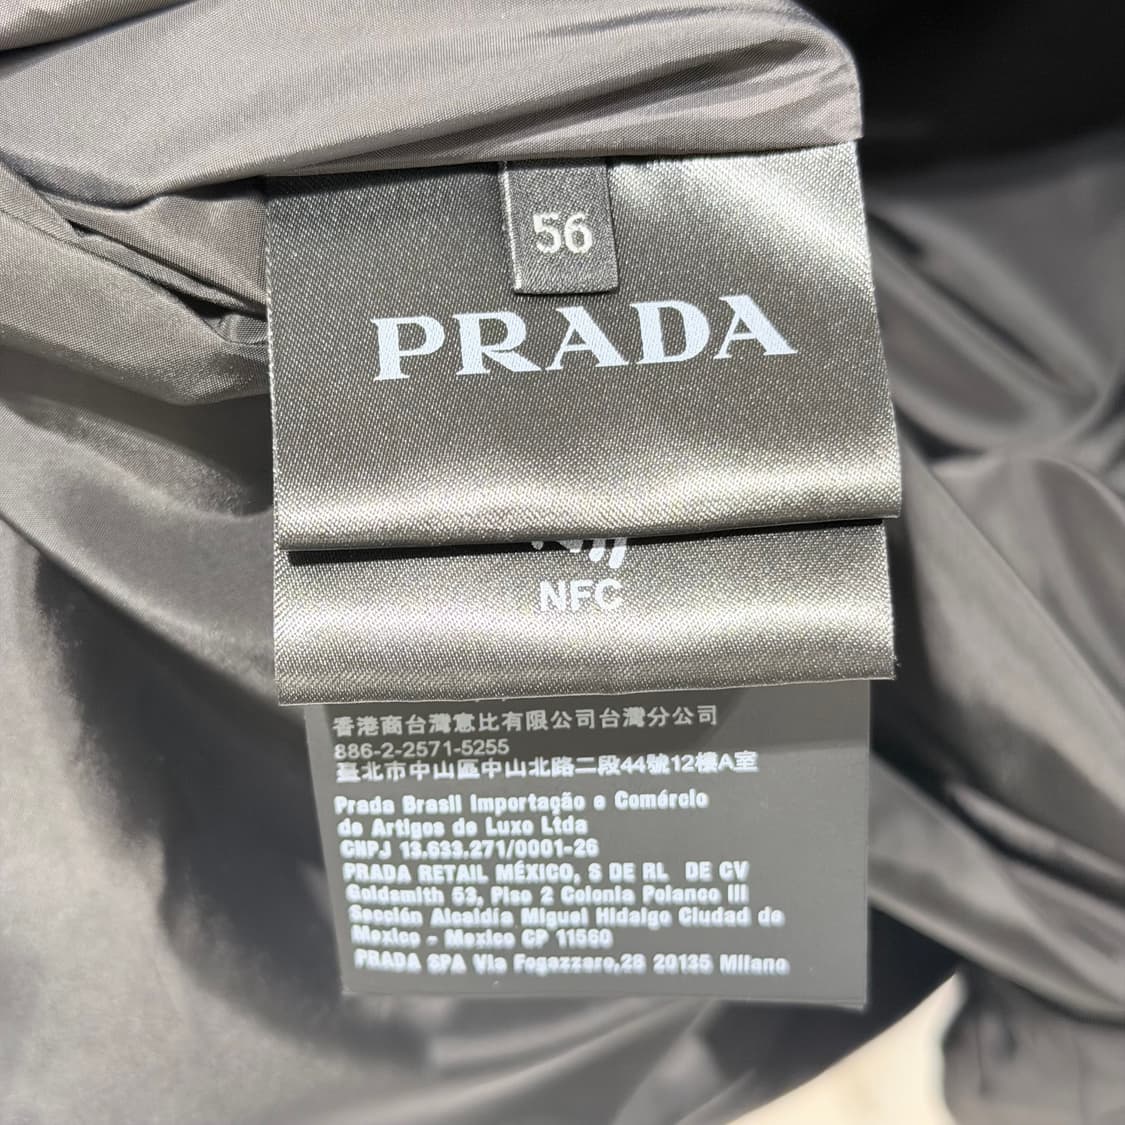 56
PRADA
NFC
香港商台灣意比有限公司台灣分公司
886-2-2571-5255
臺北市中山區中山北路二段44號12樓A室
Prada Brasil Importação e Comércio
de Artigos de Luxo Ltda
CNPJ 13.633.271/0001-26
PRADA RETAIL MÉXICO, S DE RL DE CV
Goldsmith 53, Piso 2 Colonia Polanco III
Sección Alcaldía Miguel Hidalgo Ciudad de
Mexico - Mexico CP 11560
PRADA SPA Via Fogazzaro,28 20135 Milano